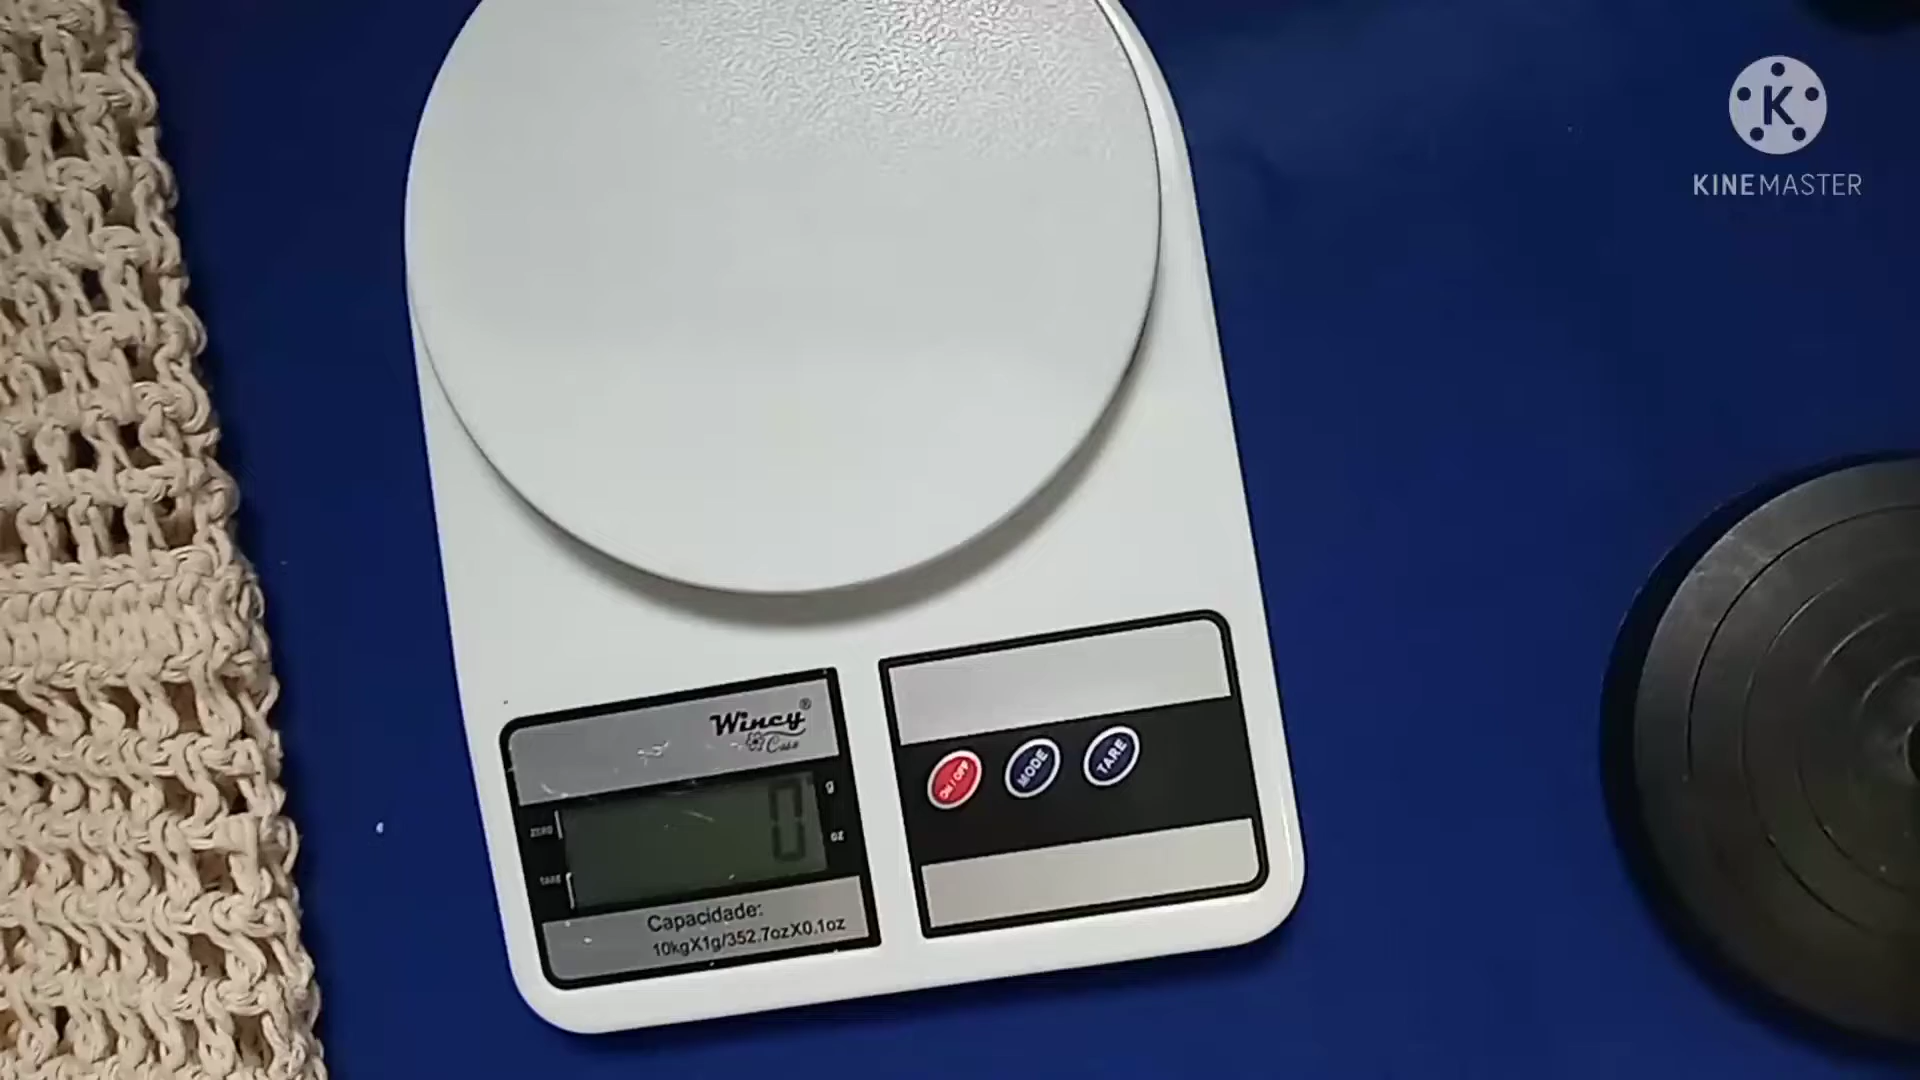 K
KINEMASTER
Wincy®
Casa
g
ZERO
0
oz
TARE
Capacidade:
10kgX1g/352.7ozX0.1oz
ON/OFF
MODE
TARE